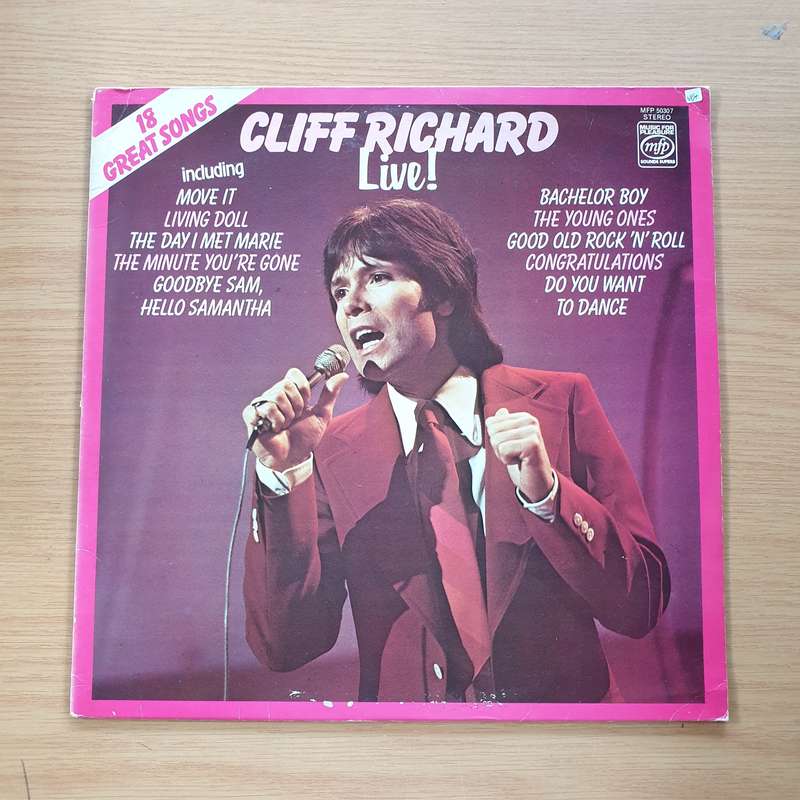 18
GREAT SONGS
CLIFF RICHARD
Live!
MFP 50307
STEREO
MUSIC FOR
PLEASURE
mfp
SOUNDS SUPERB
including
MOVE IT
LIVING DOLL
THE DAY I MET MARIE
THE MINUTE YOU'RE GONE
GOODBYE SAM,
HELLO SAMANTHA
BACHELOR BOY
THE YOUNG ONES
GOOD OLD ROCK 'N' ROLL
CONGRATULATIONS
DO YOU WANT
TO DANCE